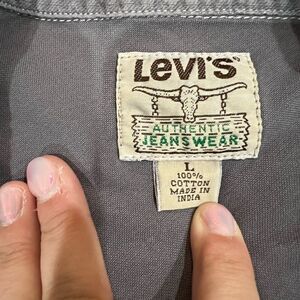 LEVI'S
AUTHENTIC
JEANSWEAR
L
100%
COTTON
MADE IN
INDIA